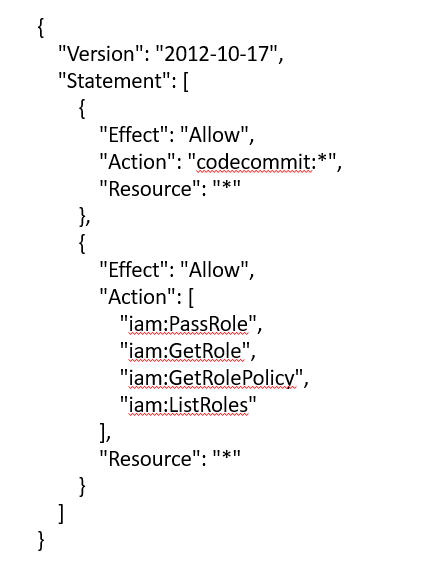 {
"Version": "2012-10-17",
"Statement": [
{
"Effect": "Allow",
"Action": "codecommit:*",
"Resource": "*"
},
{
"Effect": "Allow",
"Action": [
"iam:PassRole",
"iam:GetRole",
"iam:GetRolePolicy",
"iam:ListRoles"
],
"Resource": "*"
}
]
}